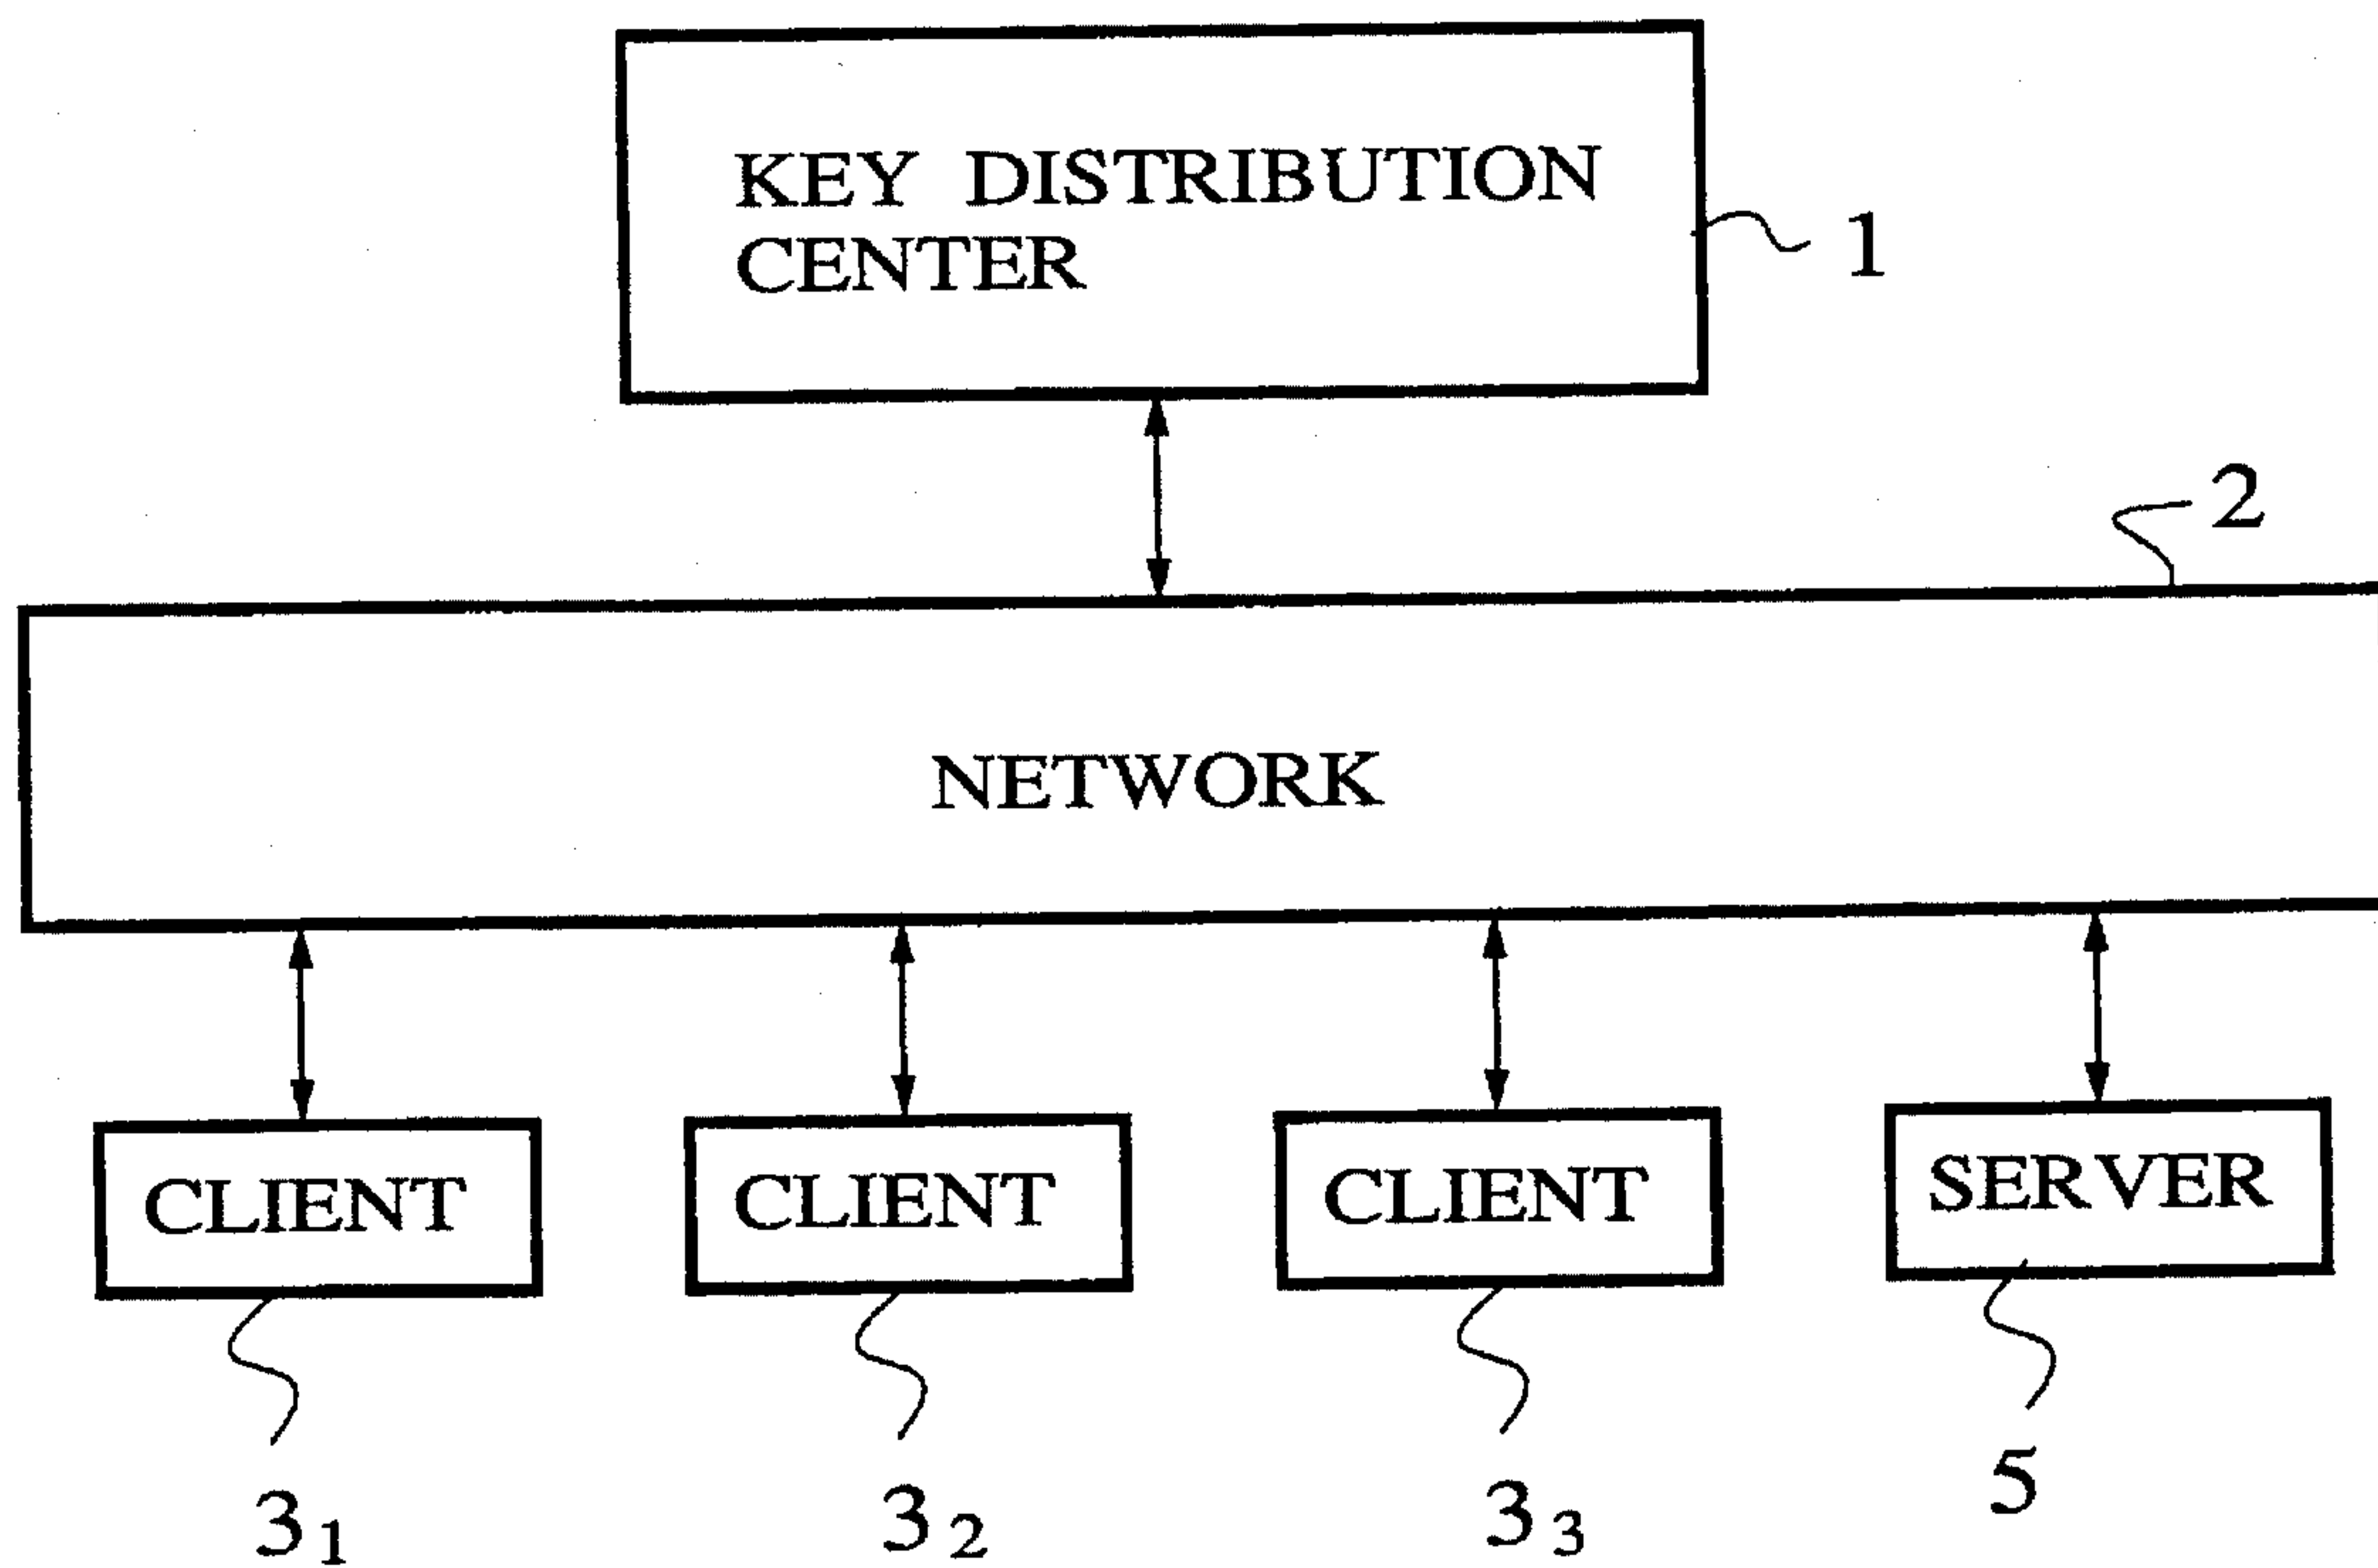 KEY DISTRIBUTION
CENTER
1
2
NETWORK
CLIENT
CLIENT
CLIENT
SERVER
3₁
3₂
3₃
5